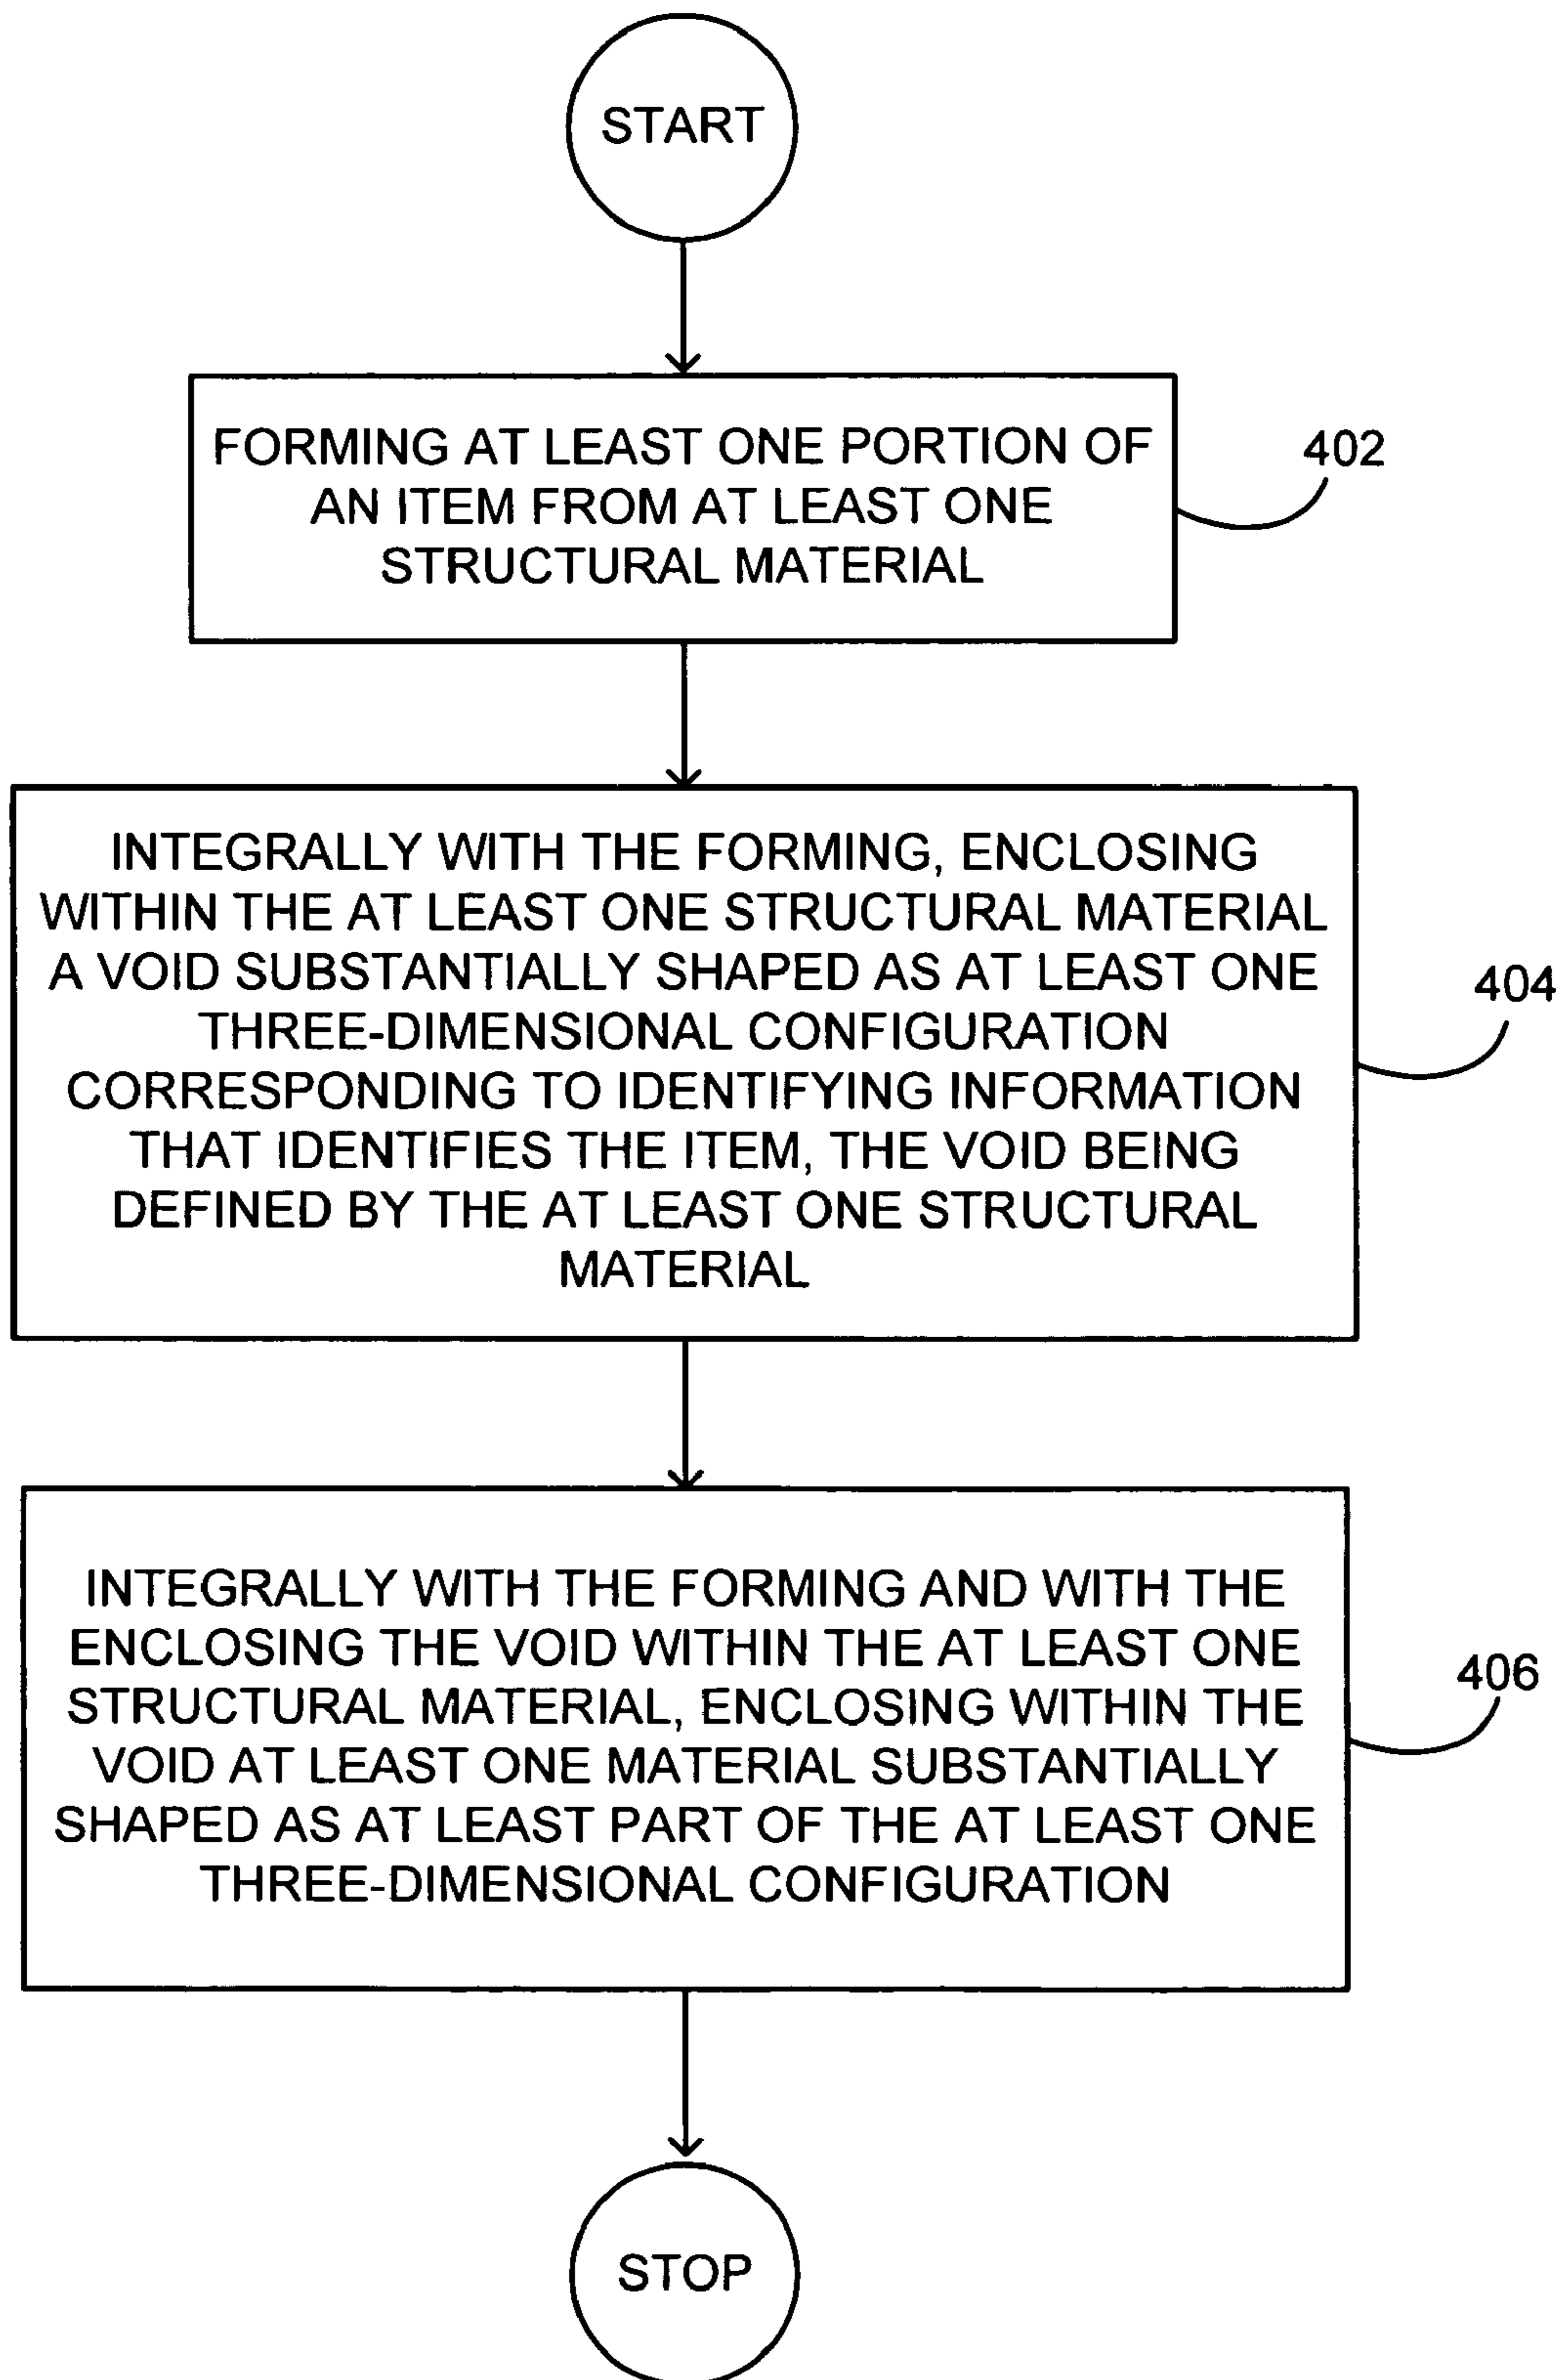 START
FORMING AT LEAST ONE PORTION OF
AN ITEM FROM AT LEAST ONE
STRUCTURAL MATERIAL
402
INTEGRALLY WITH THE FORMING, ENCLOSING
WITHIN THE AT LEAST ONE STRUCTURAL MATERIAL
A VOID SUBSTANTIALLY SHAPED AS AT LEAST ONE
THREE-DIMENSIONAL CONFIGURATION
CORRESPONDING TO IDENTIFYING INFORMATION
THAT IDENTIFIES THE ITEM, THE VOID BEING
DEFINED BY THE AT LEAST ONE STRUCTURAL
MATERIAL
404
INTEGRALLY WITH THE FORMING AND WITH THE
ENCLOSING THE VOID WITHIN THE AT LEAST ONE
STRUCTURAL MATERIAL, ENCLOSING WITHIN THE
VOID AT LEAST ONE MATERIAL SUBSTANTIALLY
SHAPED AS AT LEAST PART OF THE AT LEAST ONE
THREE-DIMENSIONAL CONFIGURATION
406
STOP